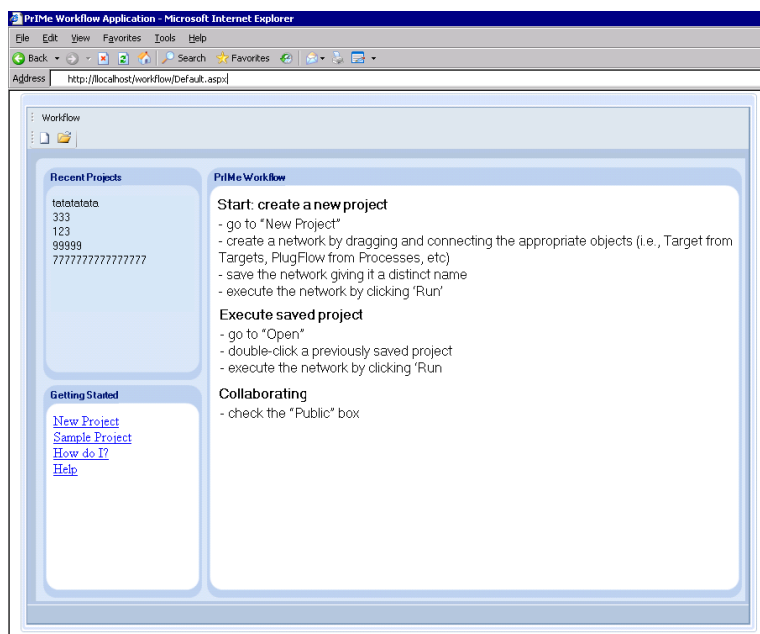 PrIMe Workflow Application - Microsoft Internet Explorer
File Edit View Favorites Tools Help
Back Search Favorites
Address http://llocalhost/workflow/Default.aspx
Workflow
Recent Projects
tatatatata
333
123
99999
7777777777777777
Getting Started
New Project
Sample Project
How do I?
Help
PrIMe Workflow
Start: create a new project
- go to “New Project”
- create a network by dragging and connecting the appropriate objects (i.e., Target from
Targets, PlugFlow from Processes, etc)
- save the network giving it a distinct name
- execute the network by clicking ‘Run’
Execute saved project
- go to “Open”
- double-click a previously saved project
- execute the network by clicking ‘Run
Collaborating
- check the “Public” box